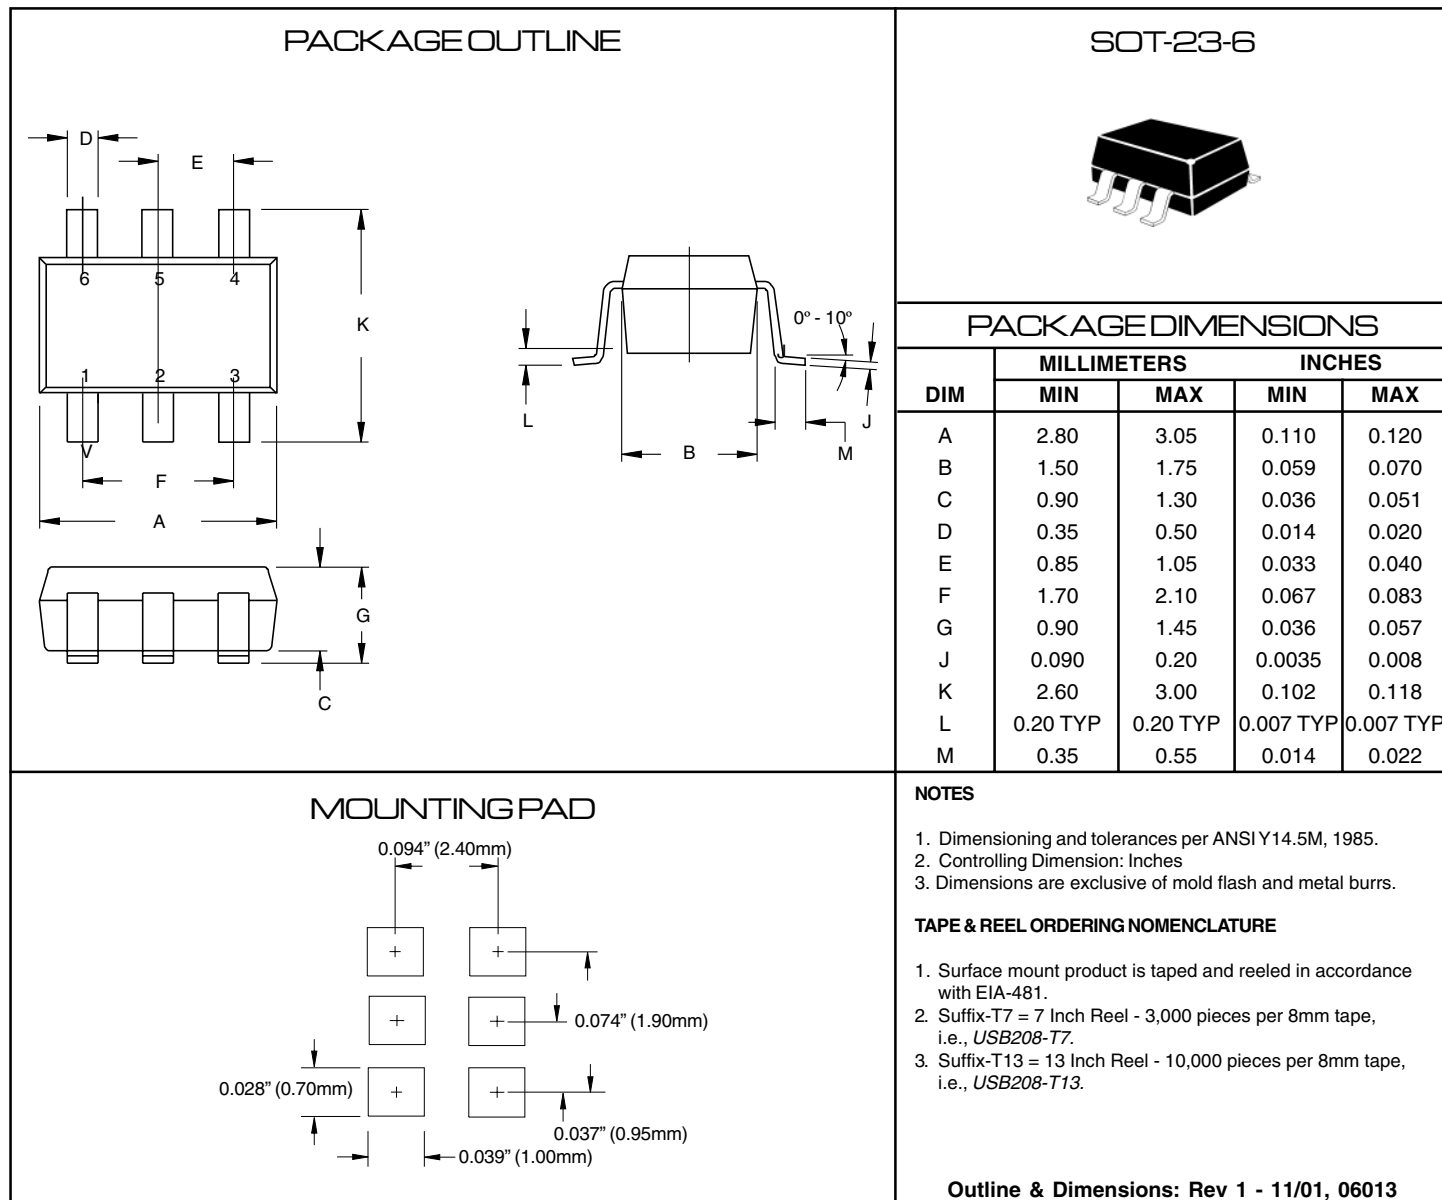 PACKAGE OUTLINE
D
E
6 5 4
K
1 2 3
V
F
A
G
C
0º - 10º
L
B
M
J
SOT-23-6
PACKAGE DIMENSIONS
MILLIMETERS INCHES
DIM MIN MAX MIN MAX
A 2.80 3.05 0.110 0.120
B 1.50 1.75 0.059 0.070
C 0.90 1.30 0.036 0.051
D 0.35 0.50 0.014 0.020
E 0.85 1.05 0.033 0.040
F 1.70 2.10 0.067 0.083
G 0.90 1.45 0.036 0.057
J 0.090 0.20 0.0035 0.008
K 2.60 3.00 0.102 0.118
L 0.20 TYP 0.20 TYP 0.007 TYP 0.007 TYP
M 0.35 0.55 0.014 0.022
MOUNTING PAD
0.094” (2.40mm)
0.074” (1.90mm)
0.028” (0.70mm)
0.037” (0.95mm)
0.039” (1.00mm)
NOTES
1. Dimensioning and tolerances per ANSI Y14.5M, 1985.
2. Controlling Dimension: Inches
3. Dimensions are exclusive of mold flash and metal burrs.
TAPE & REEL ORDERING NOMENCLATURE
1. Surface mount product is taped and reeled in accordance
with EIA-481.
2. Suffix-T7 = 7 Inch Reel - 3,000 pieces per 8mm tape,
i.e., USB208-T7.
3. Suffix-T13 = 13 Inch Reel - 10,000 pieces per 8mm tape,
i.e., USB208-T13.
Outline & Dimensions: Rev 1 - 11/01, 06013